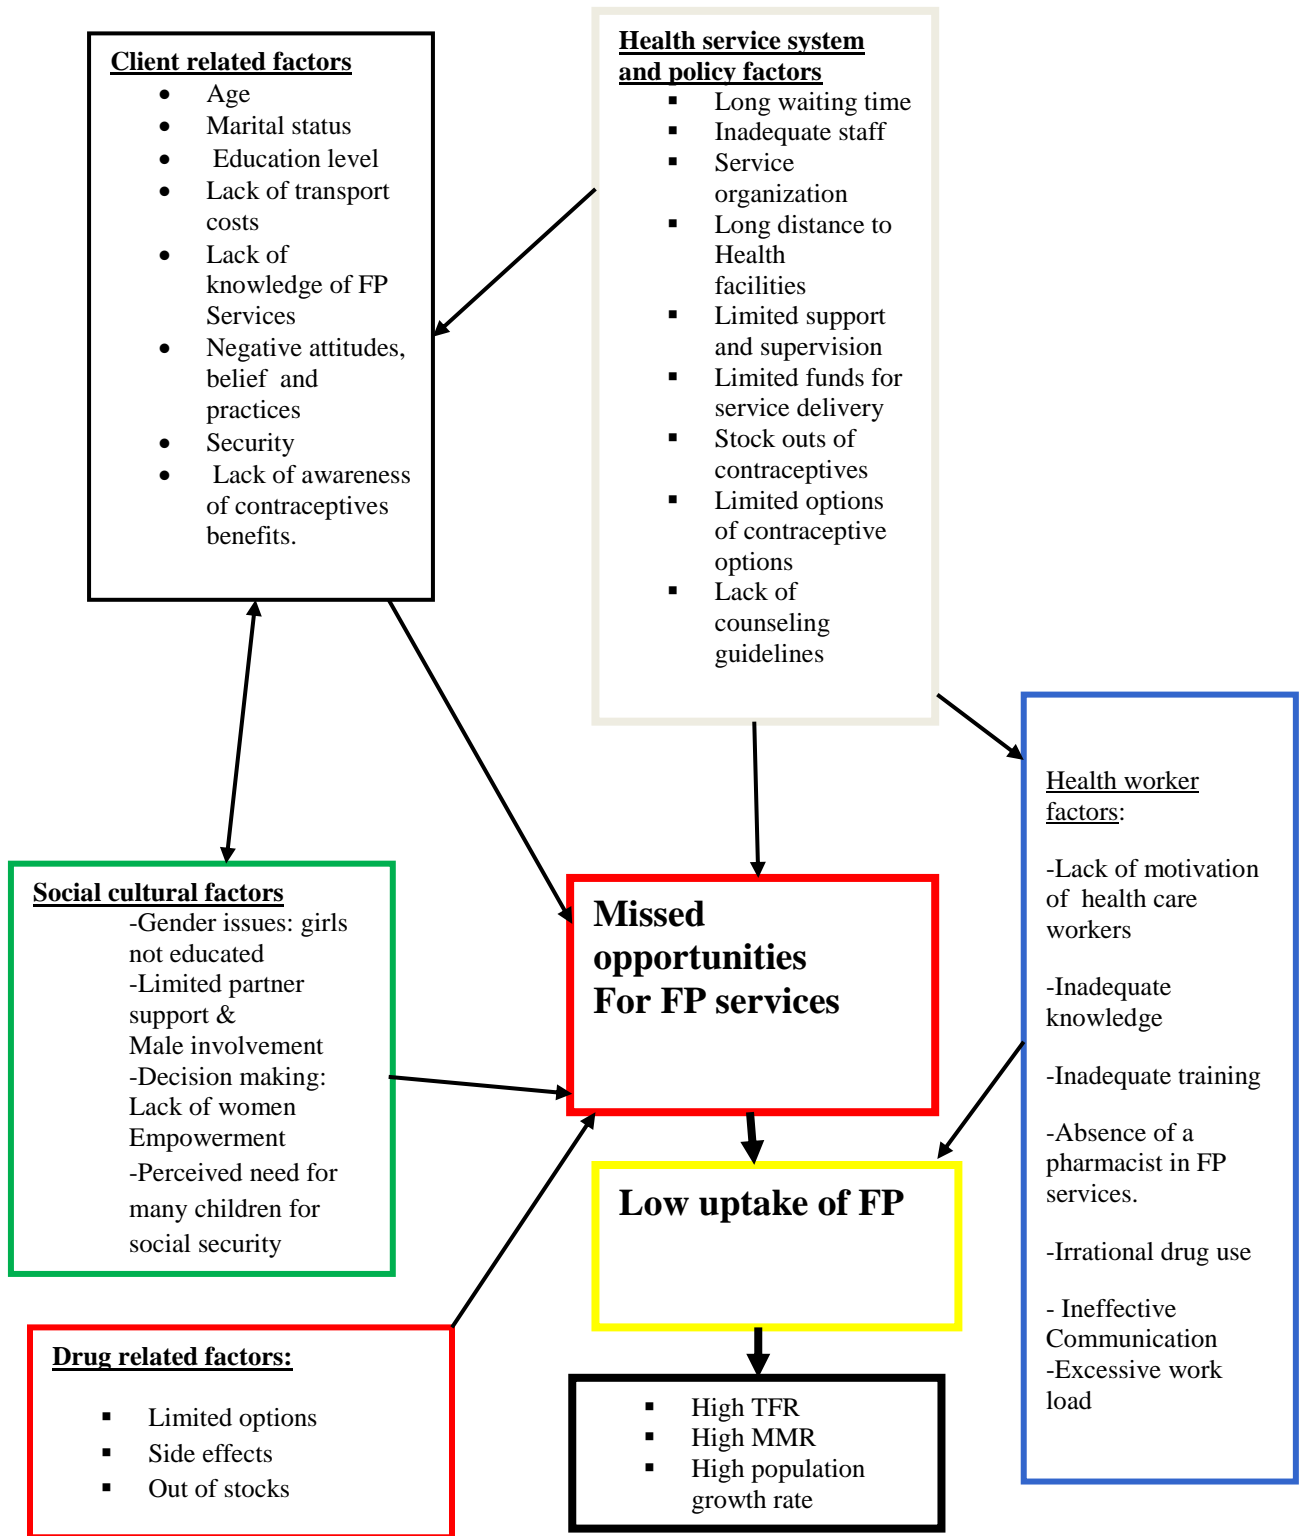 Client related factors
• Age
• Marital status
• Education level
• Lack of transport
costs
• Lack of
knowledge of FP
Services
• Negative attitudes,
belief and
practices
• Security
• Lack of awareness
of contraceptives
benefits.
Health service system
and policy factors
▪ Long waiting time
▪ Inadequate staff
▪ Service
organization
▪ Long distance to
Health
facilities
▪ Limited support
and supervision
▪ Limited funds for
service delivery
▪ Stock outs of
contraceptives
▪ Limited options
of contraceptive
options
▪ Lack of
counseling
guidelines
Health worker
factors:
-Lack of motivation
of health care
workers
-Inadequate
knowledge
-Inadequate training
-Absence of a
pharmacist in FP
services.
-Irrational drug use
- Ineffective
Communication
-Excessive work
load
Social cultural factors
-Gender issues: girls
not educated
-Limited partner
support &
Male involvement
-Decision making:
Lack of women
Empowerment
-Perceived need for
many children for
social security
Missed
opportunities
For FP services
Low uptake of FP
Drug related factors:
▪ Limited options
▪ Side effects
▪ Out of stocks
▪ High TFR
▪ High MMR
▪ High population
growth rate